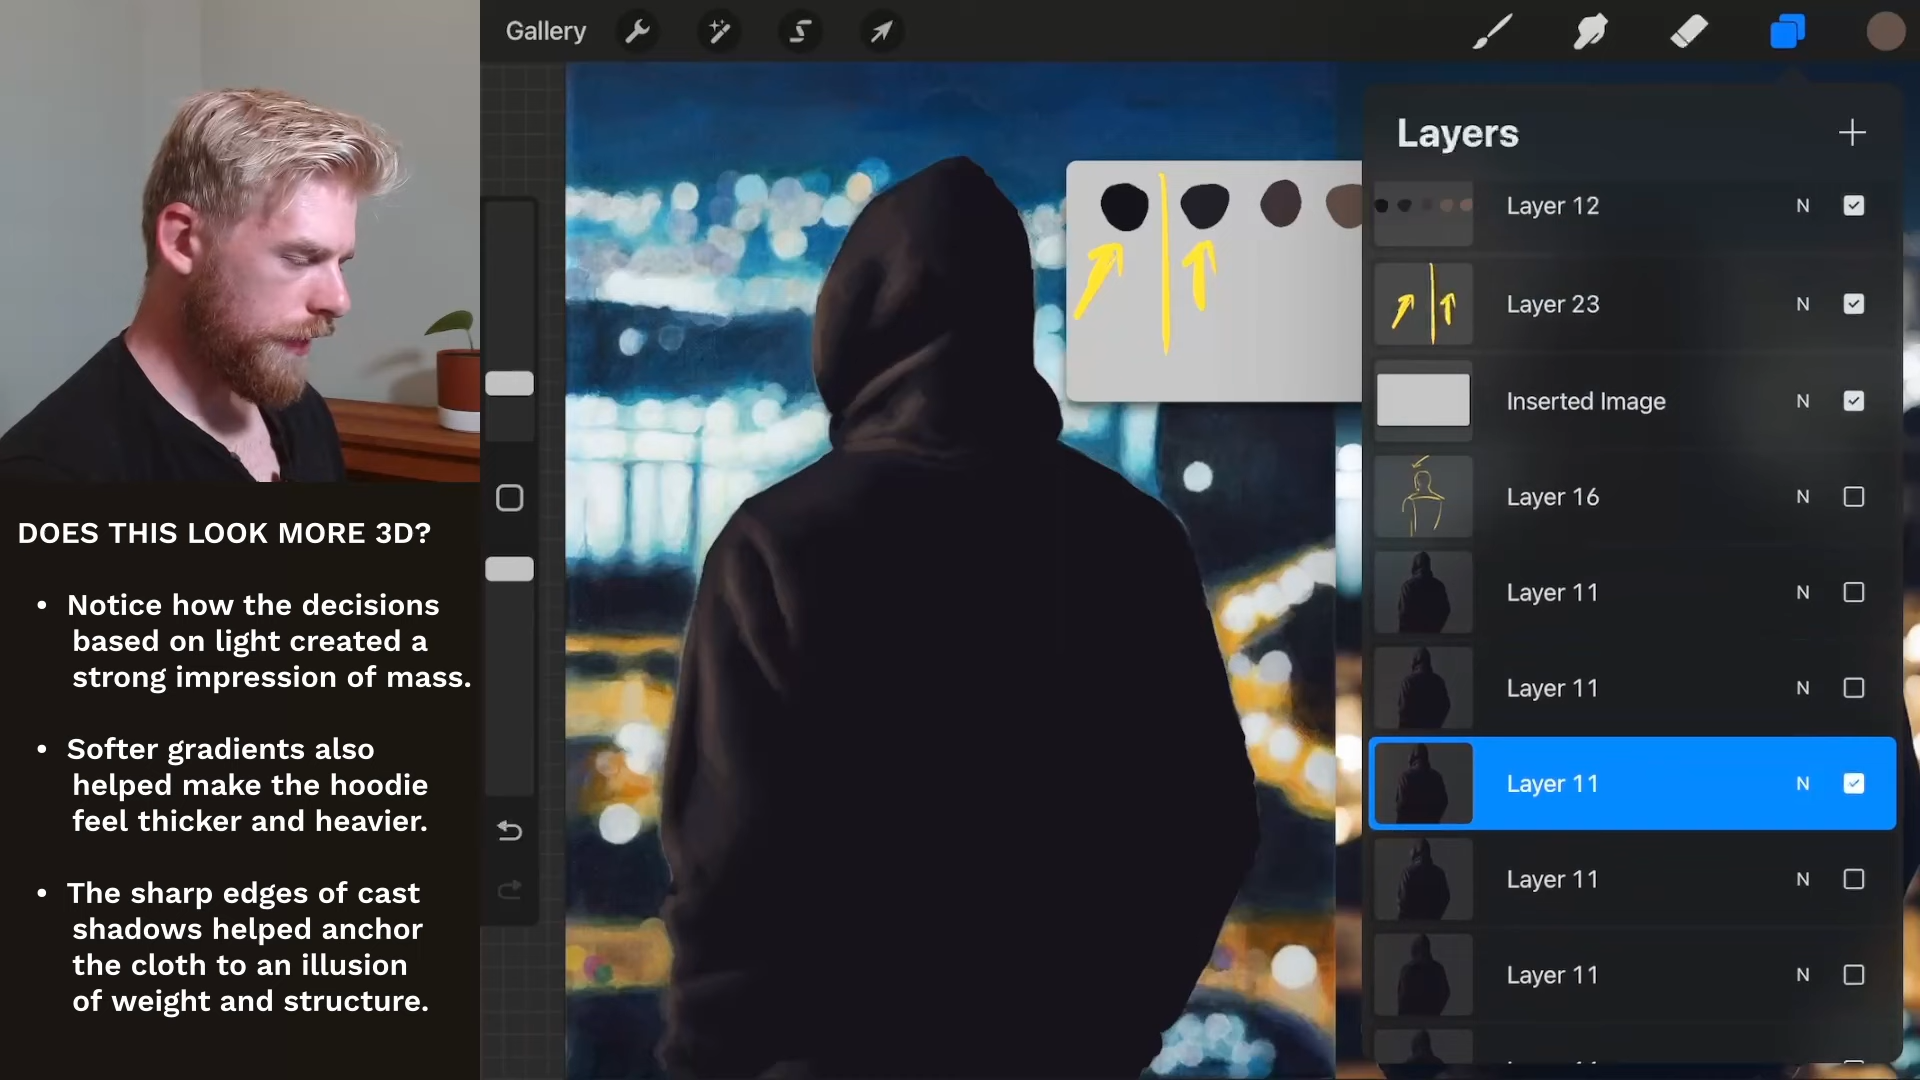 Gallery
DOES THIS LOOK MORE 3D?
• Notice how the decisions
based on light created a
strong impression of mass.
• Softer gradients also
helped make the hoodie
feel thicker and heavier.
• The sharp edges of cast
shadows helped anchor
the cloth to an illusion
of weight and structure.
Layers
Layer 12 N
Layer 23 N
Inserted Image N
Layer 16 N
Layer 11 N
Layer 11 N
Layer 11 N
Layer 11 N
Layer 11 N